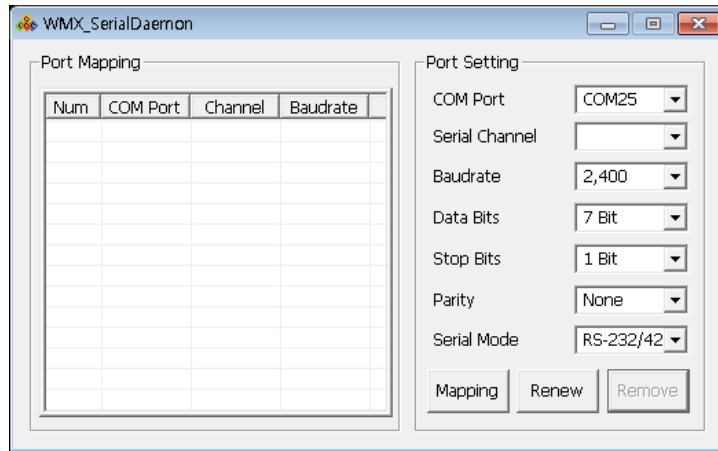 WMX_SerialDaemon
Port Mapping
Num COM Port Channel Baudrate
Port Setting
COM Port COM25
Serial Channel
Baudrate 2,400
Data Bits 7 Bit
Stop Bits 1 Bit
Parity None
Serial Mode RS-232/42
Mapping Renew Remove